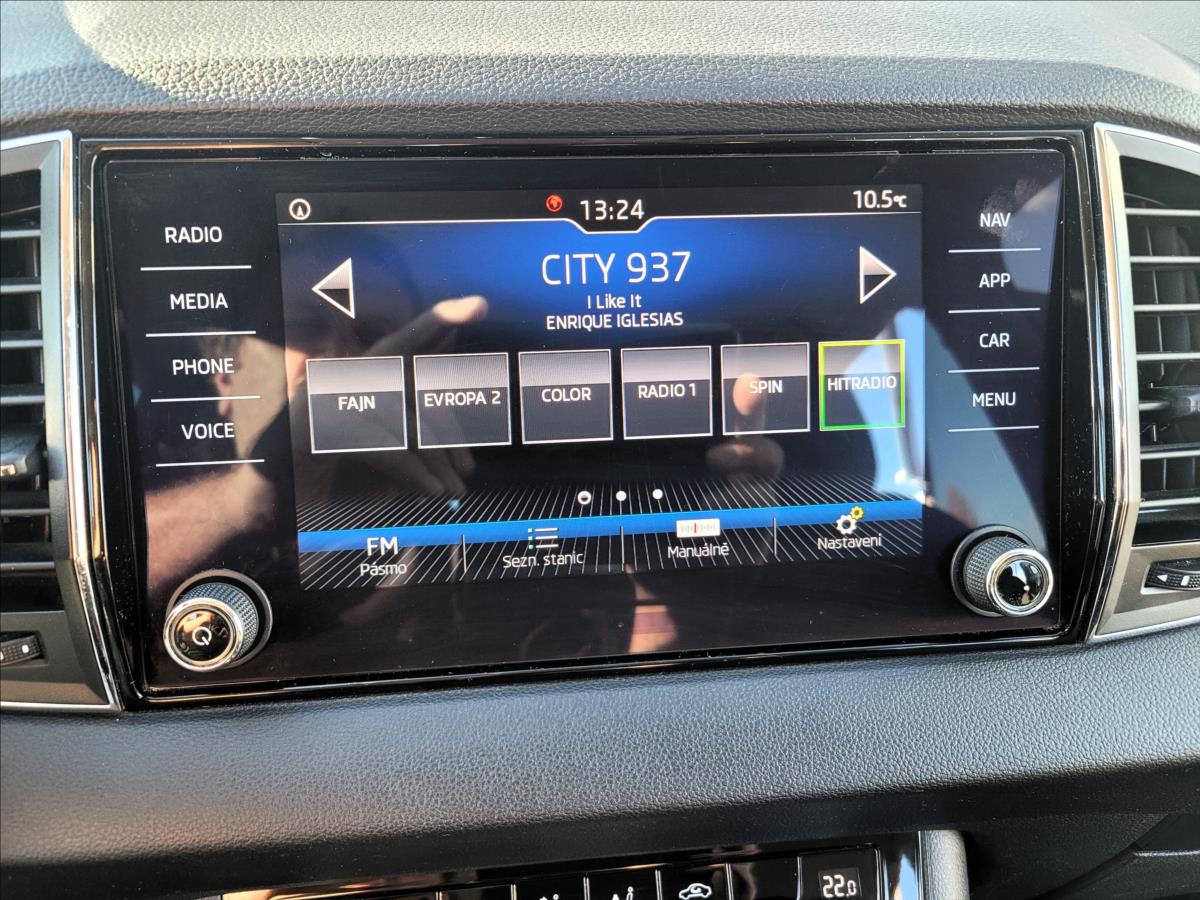 13:24
10.5°C
RADIO
MEDIA
PHONE
VOICE
CITY 937
I Like It
ENRIQUE IGLESIAS
FAJN
EVROPA 2
COLOR
RADIO 1
SPIN
HITRADIO
FM
Pásmo
Sezn. stanic
Manuálně
Nastavení
NAV
APP
CAR
MENU
22.0